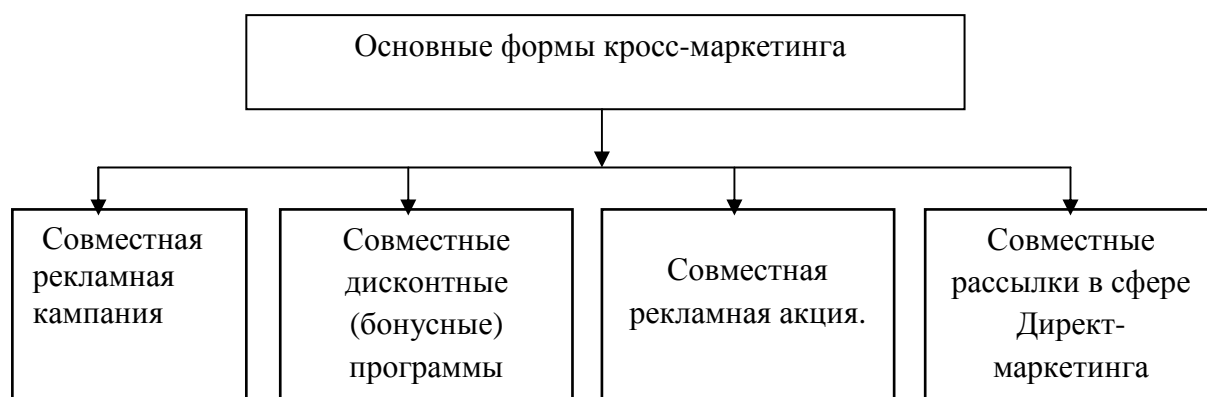 Основные формы кросс-маркетинга
Совместная
рекламная
кампания
Совместные
дисконтные
(бонусные)
программы
Совместная
рекламная акция.
Совместные
рассылки в сфере
Директ-
маркетинга